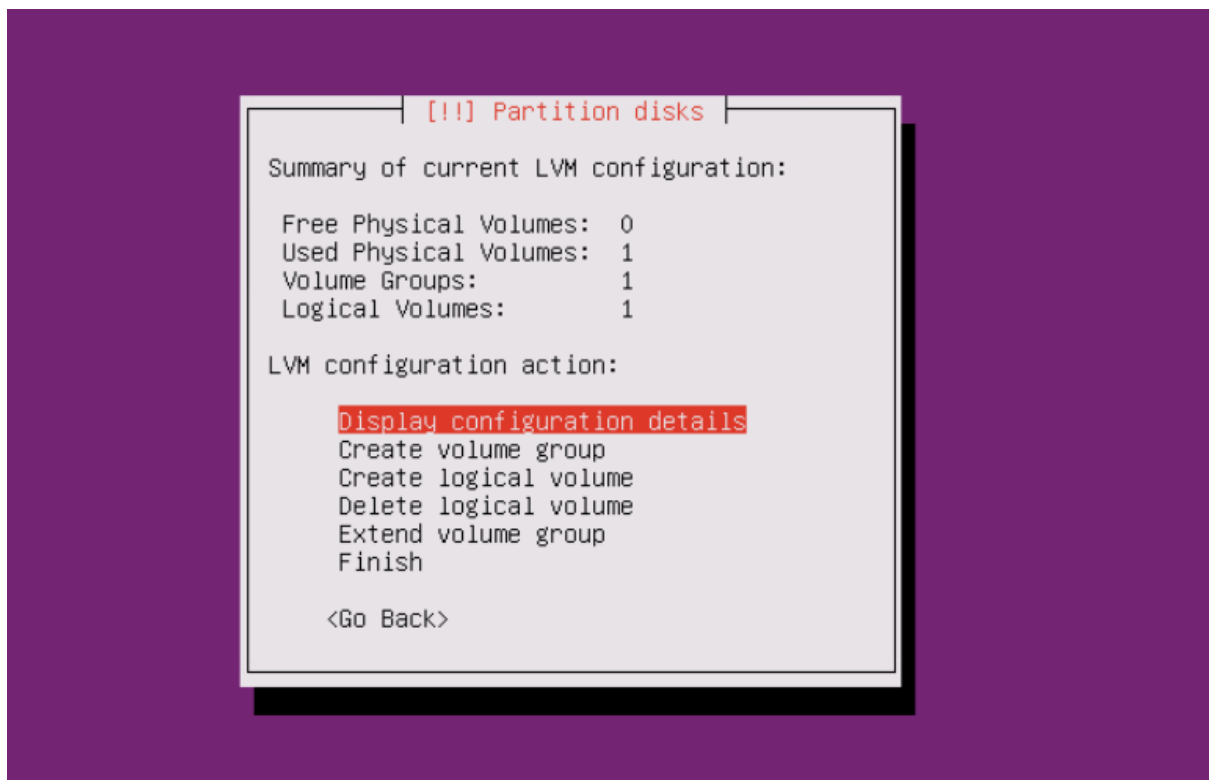 [!!] Partition disks
Summary of current LVM configuration:
Free Physical Volumes: 0
Used Physical Volumes: 1
Volume Groups: 1
Logical Volumes: 1
LVM configuration action:
Display configuration details
Create volume group
Create logical volume
Delete logical volume
Extend volume group
Finish
<Go Back>